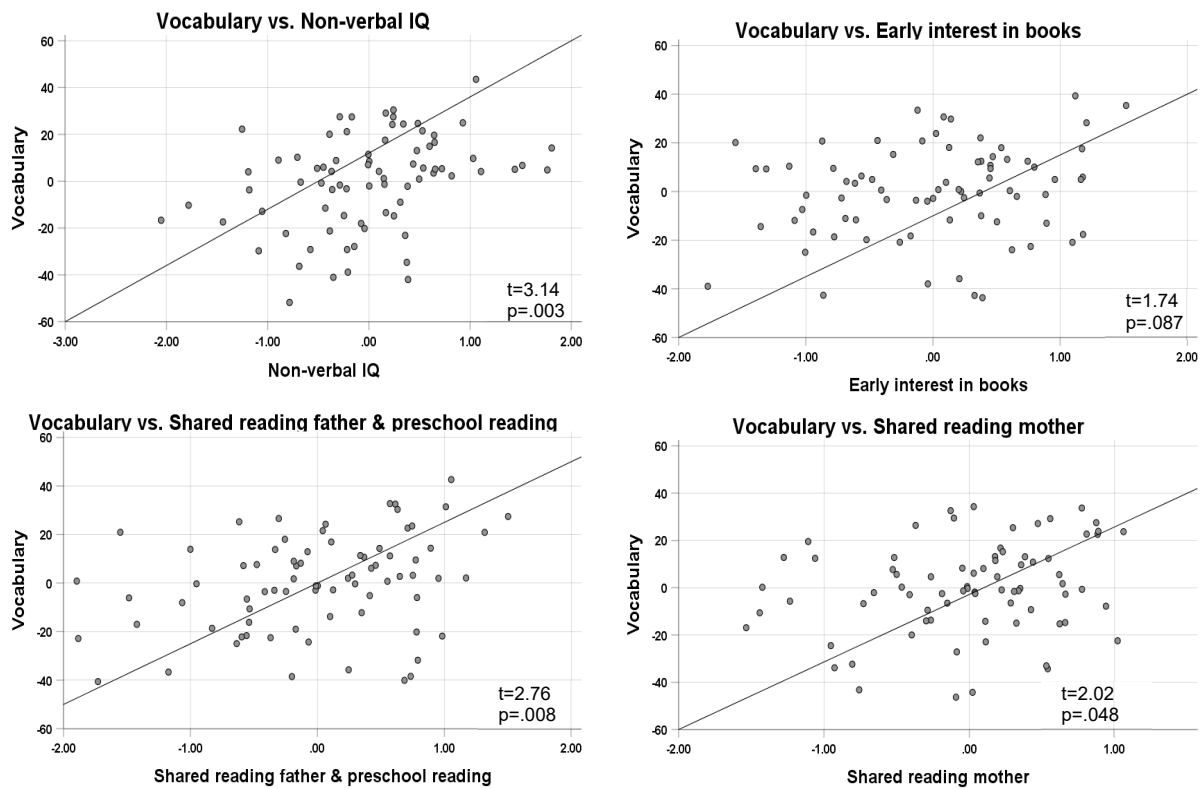 Vocabulary vs. Non-verbal IQ
60
40
20
0
-20
-40
-60
Vocabulary
-3.00
-2.00
-1.00
.00
1.00
2.00
Non-verbal IQ
t=3.14
p=.003
Vocabulary vs. Early interest in books
60
40
20
0
-20
-40
-60
Vocabulary
-2.00
-1.00
.00
1.00
2.00
Early interest in books
t=1.74
p=.087
Vocabulary vs. Shared reading father & preschool reading
60
40
20
0
-20
-40
-60
Vocabulary
-2.00
-1.00
.00
1.00
2.00
Shared reading father & preschool reading
t=2.76
p=.008
Vocabulary vs. Shared reading mother
60
40
20
0
-20
-40
-60
Vocabulary
-2.00
-1.00
.00
1.00
Shared reading mother
t=2.02
p=.048